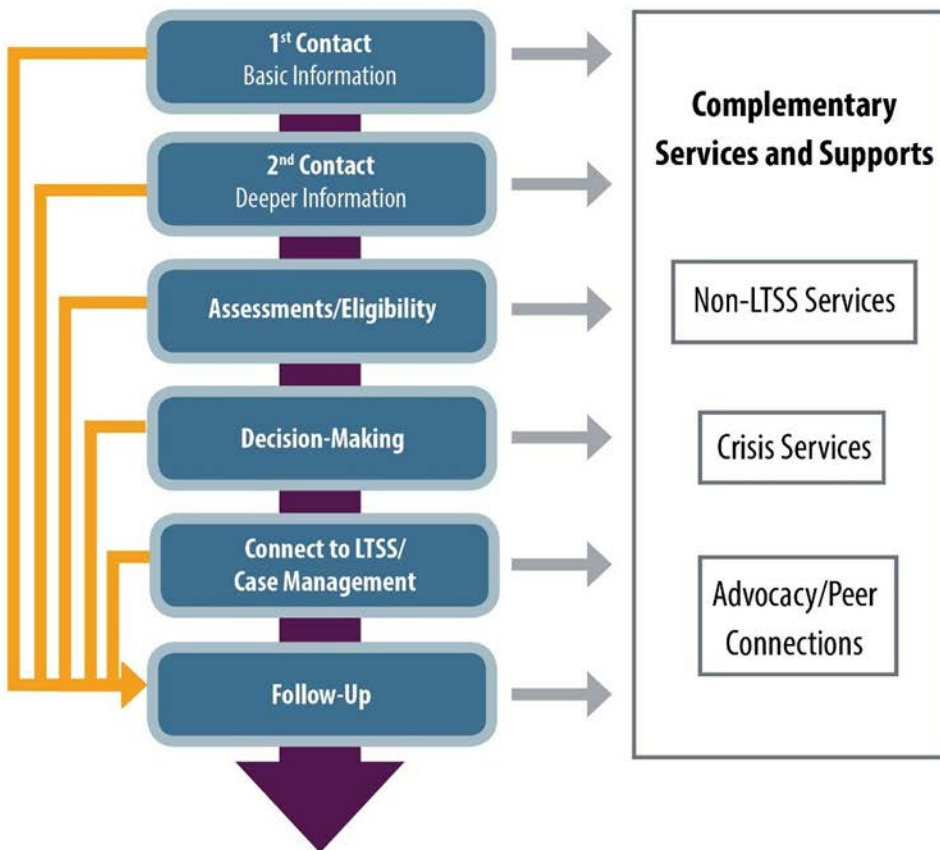 1st Contact
Basic Information
2nd Contact
Deeper Information
Assessments/Eligibility
Decision-Making
Connect to LTSS/
Case Management
Follow-Up
Complementary
Services and Supports
Non-LTSS Services
Crisis Services
Advocacy/Peer
Connections